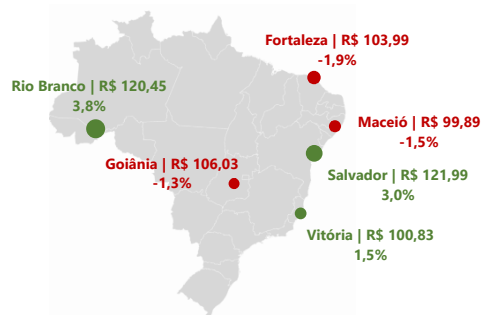 Fortaleza | R$ 103,99
-1,9%
Rio Branco | R$ 120,45
3,8%
Maceió | R$ 99,89
-1,5%
Goiânia | R$ 106,03
-1,3%
Salvador | R$ 121,99
3,0%
Vitória | R$ 100,83
1,5%